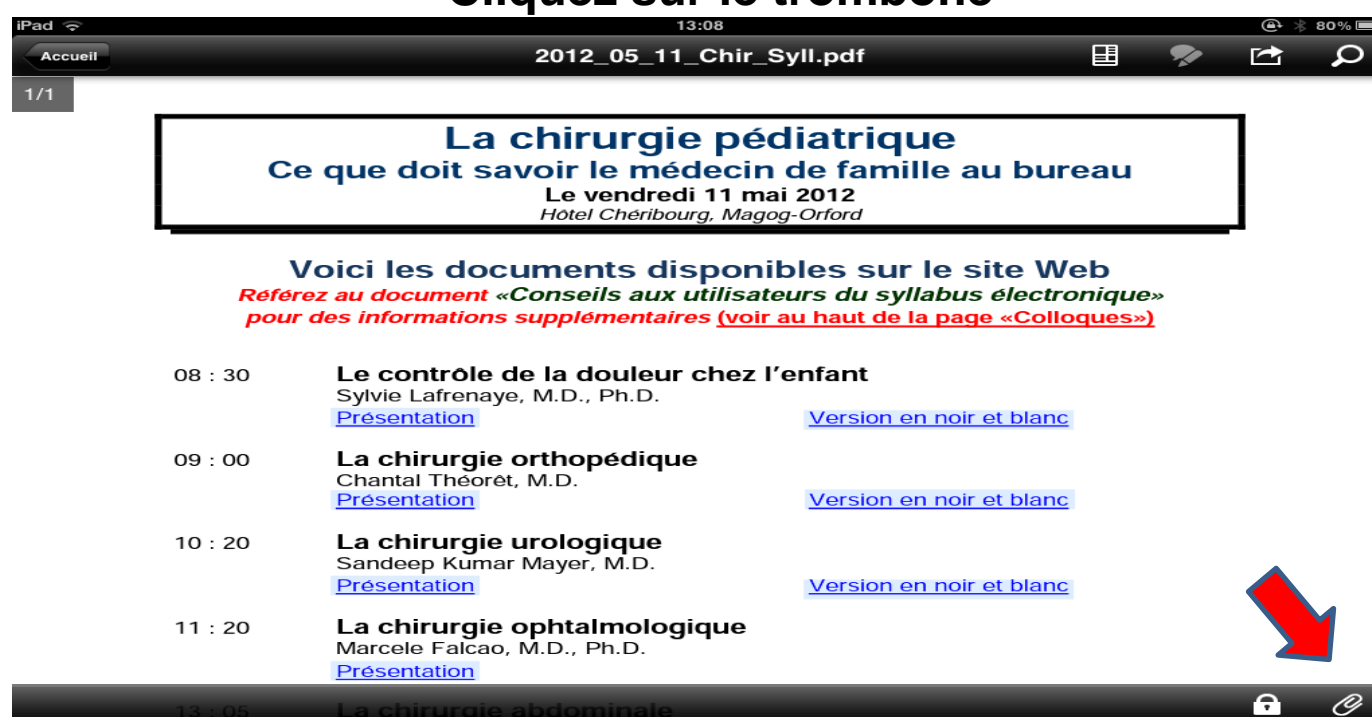 Cliquez sur le trombone
iPad 13:08 80%
Accueil 2012_05_11_Chir_Syll.pdf
1/1
La chirurgie pédiatrique
Ce que doit savoir le médecin de famille au bureau
Le vendredi 11 mai 2012
Hôtel Chéribourg, Magog-Orford
Voici les documents disponibles sur le site Web
Référez au document «Conseils aux utilisateurs du syllabus électronique»
pour des informations supplémentaires (voir au haut de la page «Colloques»)
08 : 30 Le contrôle de la douleur chez l'enfant
Sylvie Lafrenaye, M.D., Ph.D.
Présentation Version en noir et blanc
09 : 00 La chirurgie orthopédique
Chantal Théorêt, M.D.
Présentation Version en noir et blanc
10 : 20 La chirurgie urologique
Sandeep Kumar Mayer, M.D.
Présentation Version en noir et blanc
11 : 20 La chirurgie ophtalmologique
Marcele Falcao, M.D., Ph.D.
Présentation
13 : 05 La chirurgie abdominale